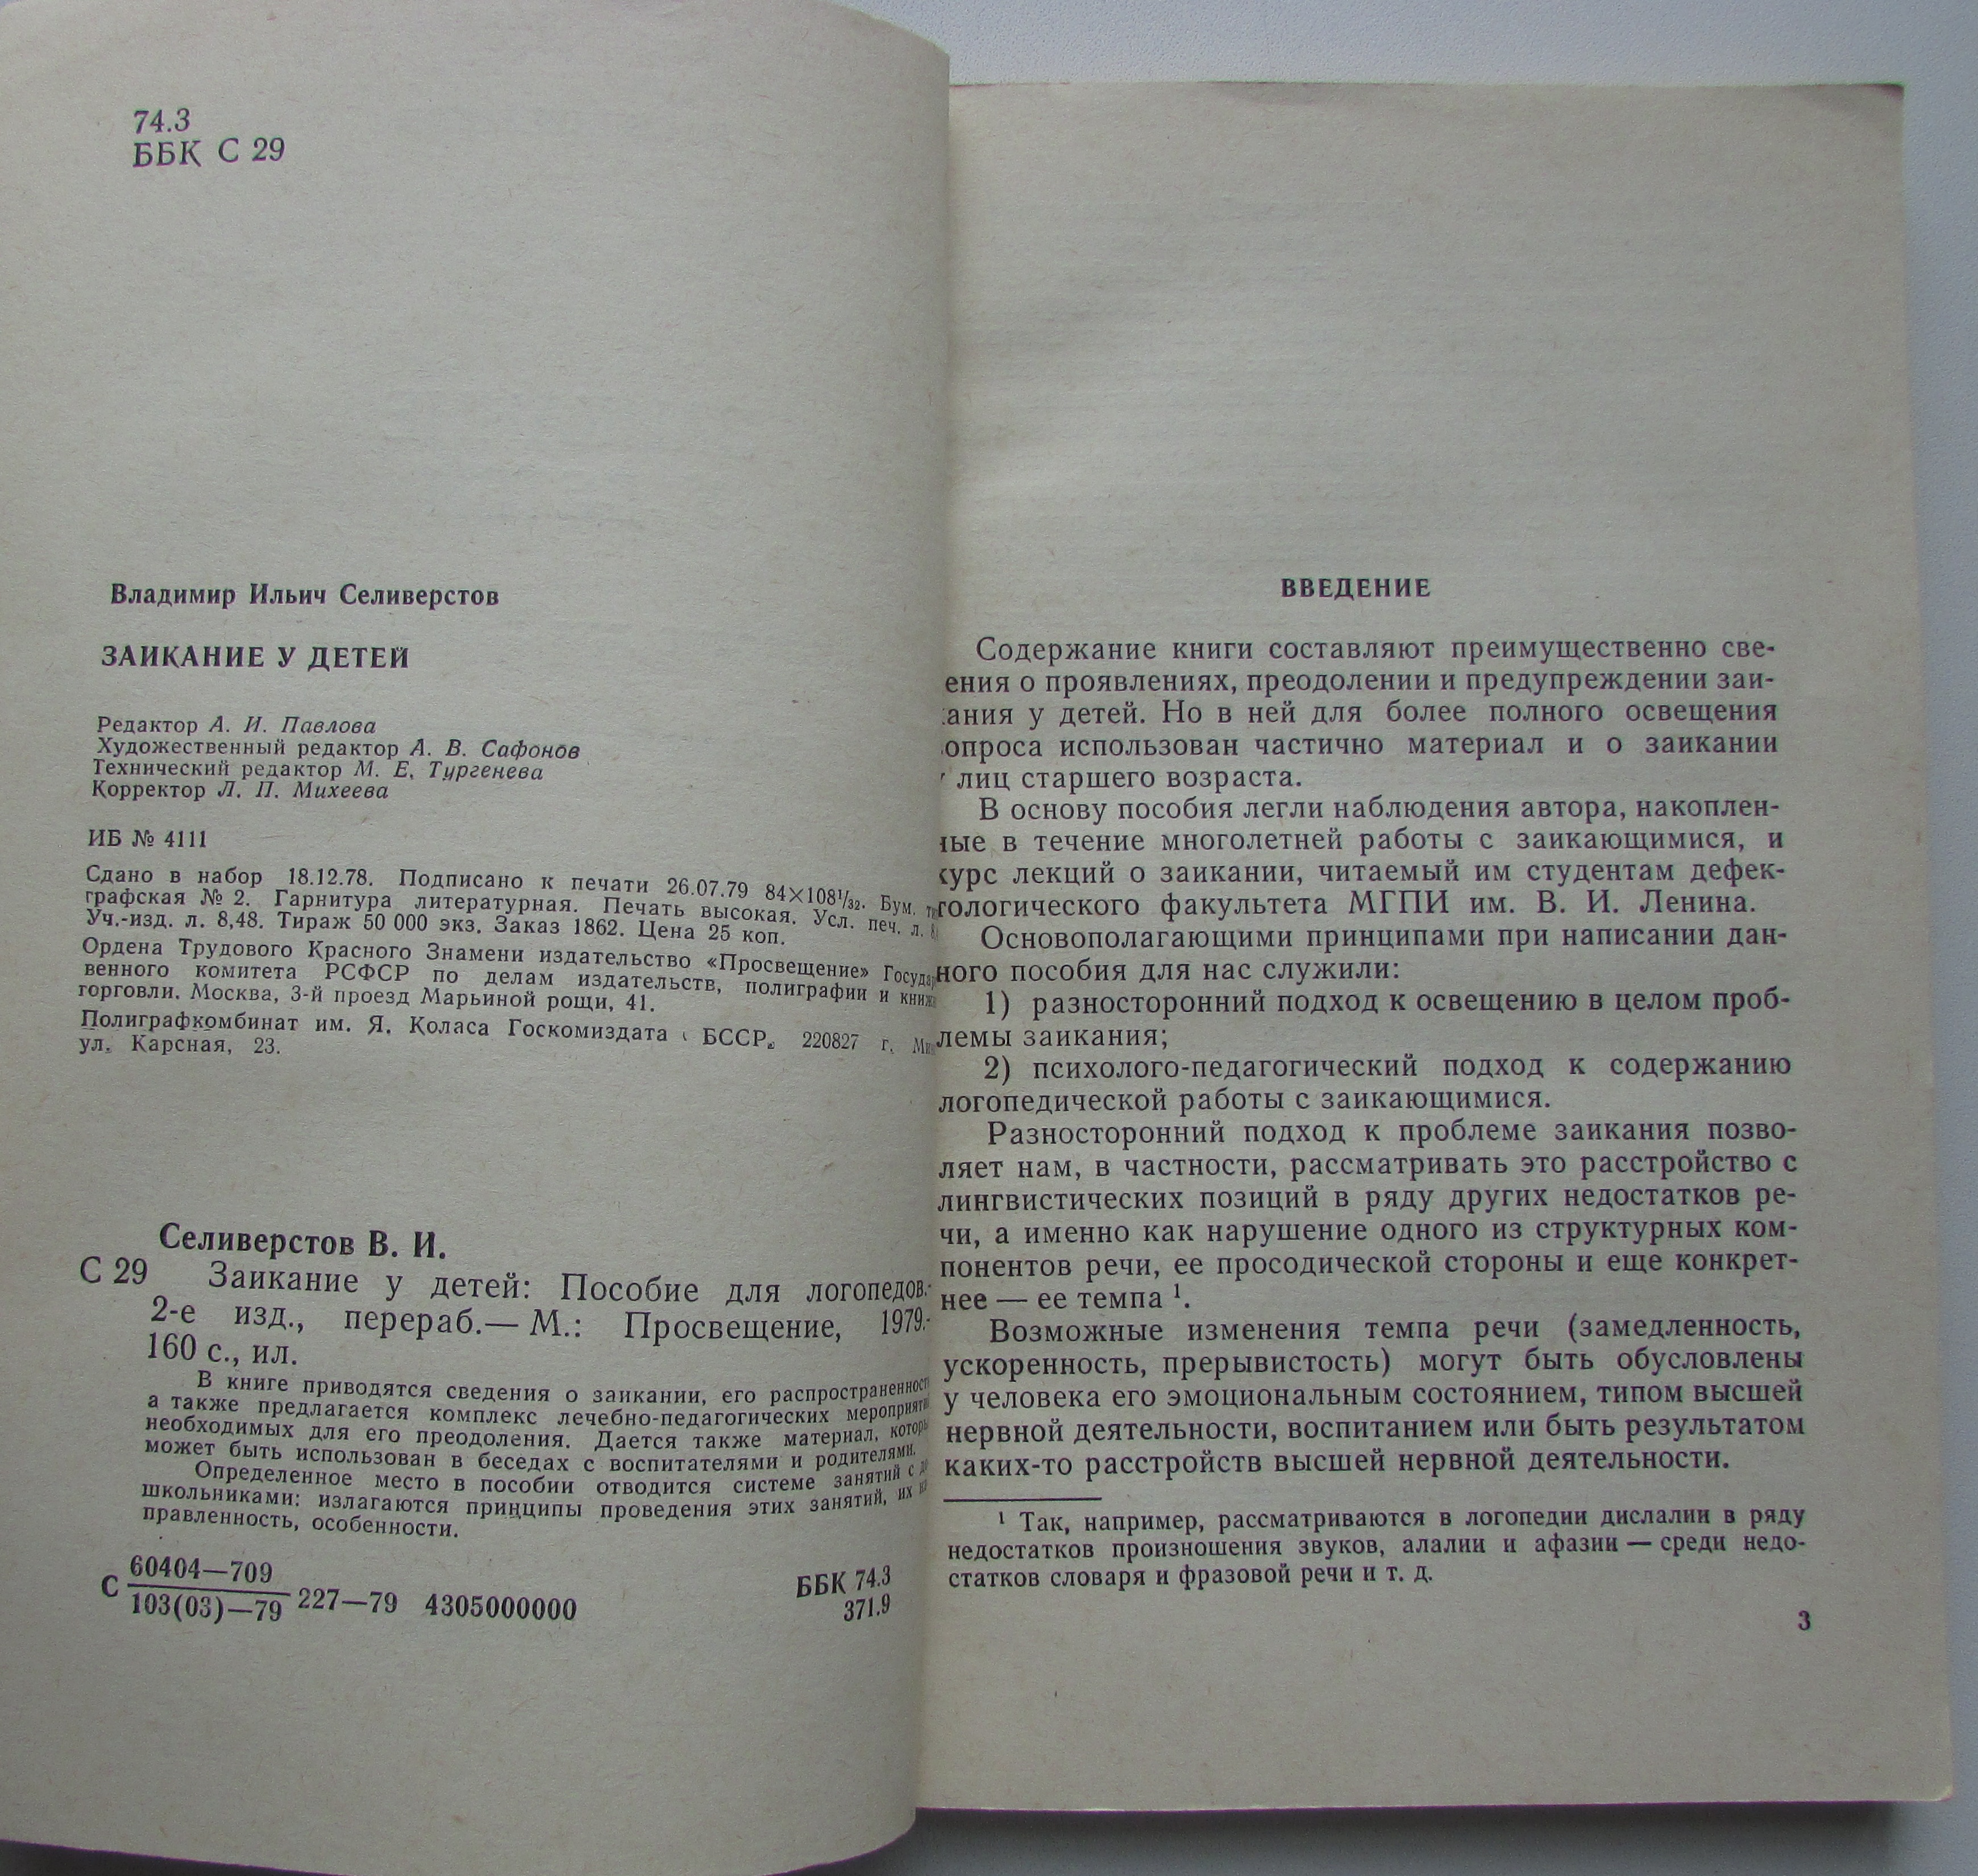 74.3
ББК С 29
Владимир Ильич Селиверстов
ЗАИКАНИЕ У ДЕТЕЙ
Редактор А. И. Павлова
Художественный редактор А. В. Сафонов
Технический редактор М. Е. Тургенева
Корректор Л. П. Михеева
ИБ № 4111
Сдано в набор 18.12.78. Подписано к печати 26.07.79 84×108¹/₃₂. Бум.
графская № 2. Гарнитура литературная. Печать высокая. Усл. печ. л.
Уч.-изд. л. 8,48. Тираж 50 000 экз. Заказ 1862. Цена 25 коп.
Ордена Трудового Красного Знамени издательство «Просвещение»
венного комитета РСФСР по делам издательств, полиграфии и
горговли. Москва, 3-й проезд Марьиной рощи, 41.
Полиграфкомбинат им. Я. Коласа Госкомиздата БССР. 220827 г.
ул. Карсная, 23.
Селиверстов В. И.
С 29 Заикание у детей: Пособие для логопедов.-
2-е изд., перераб.— М.: Просвещение, 1979.-
160 с., ил.
В книге приводятся сведения о заикании, его
а также предлагается комплекс лечебно-педагогических
необходимых для его преодоления. Дается также материал,
может быть использован в беседах с воспитателями и родителями.
Определенное место в пособии отводится системе занятий с
школьниками: излагаются принципы проведения этих занятий, их
правленность, особенности.
С 60404—709
103(03)—79 227—79 4305000000
ББК 74.3
371.9
ВВЕДЕНИЕ
Содержание книги составляют преимущественно све-
ения о проявлениях, преодолении и предупреждении заи-
ания у детей. Но в ней для более полного освещения
опроса использован частично материал и о заикании
лиц старшего возраста.
В основу пособия легли наблюдения автора, накоплен-
ные в течение многолетней работы с заикающимися, и
курс лекций о заикании, читаемый им студентам дефек-
тологического факультета МГПИ им. В. И. Ленина.
Основополагающими принципами при написании дан-
ного пособия для нас служили:
1) разносторонний подход к освещению в целом проб-
лемы заикания;
2) психолого-педагогический подход к содержанию
логопедической работы с заикающимися.
Разносторонний подход к проблеме заикания позво-
ляет нам, в частности, рассматривать это расстройство с
лингвистических позиций в ряду других недостатков ре-
чи, а именно как нарушение одного из структурных ком-
понентов речи, ее просодической стороны и еще конкрет-
нее — ее темпа ¹.
Возможные изменения темпа речи (замедленность,
ускоренность, прерывистость) могут быть обусловлены
у человека его эмоциональным состоянием, типом высшей
нервной деятельности, воспитанием или быть результатом
каких-то расстройств высшей нервной деятельности.
¹ Так, например, рассматриваются в логопедии дислалии в ряду
недостатков произношения звуков, алалии и афазии — среди недо-
статков словаря и фразовой речи и т. д.
3